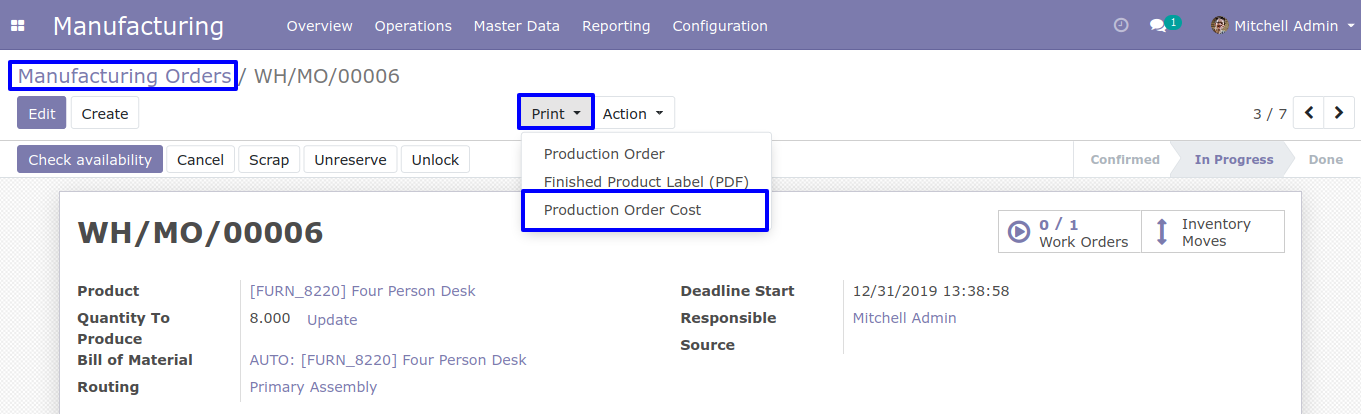 Manufacturing Overview Operations Master Data Reporting Configuration 1 Mitchell Admin
Manufacturing Orders / WH/MO/00006
Edit Create Print Action 3 / 7
Production Order
Finished Product Label (PDF)
Production Order Cost
Check availability Cancel Scrap Unreserve Unlock Confirmed In Progress Done
WH/MO/00006
0 / 1
Work Orders
Inventory
Moves
Product [FURN_8220] Four Person Desk
Quantity To
Produce
8.000 Update
Bill of Material AUTO: [FURN_8220] Four Person Desk
Routing Primary Assembly
Deadline Start 12/31/2019 13:38:58
Responsible Mitchell Admin
Source